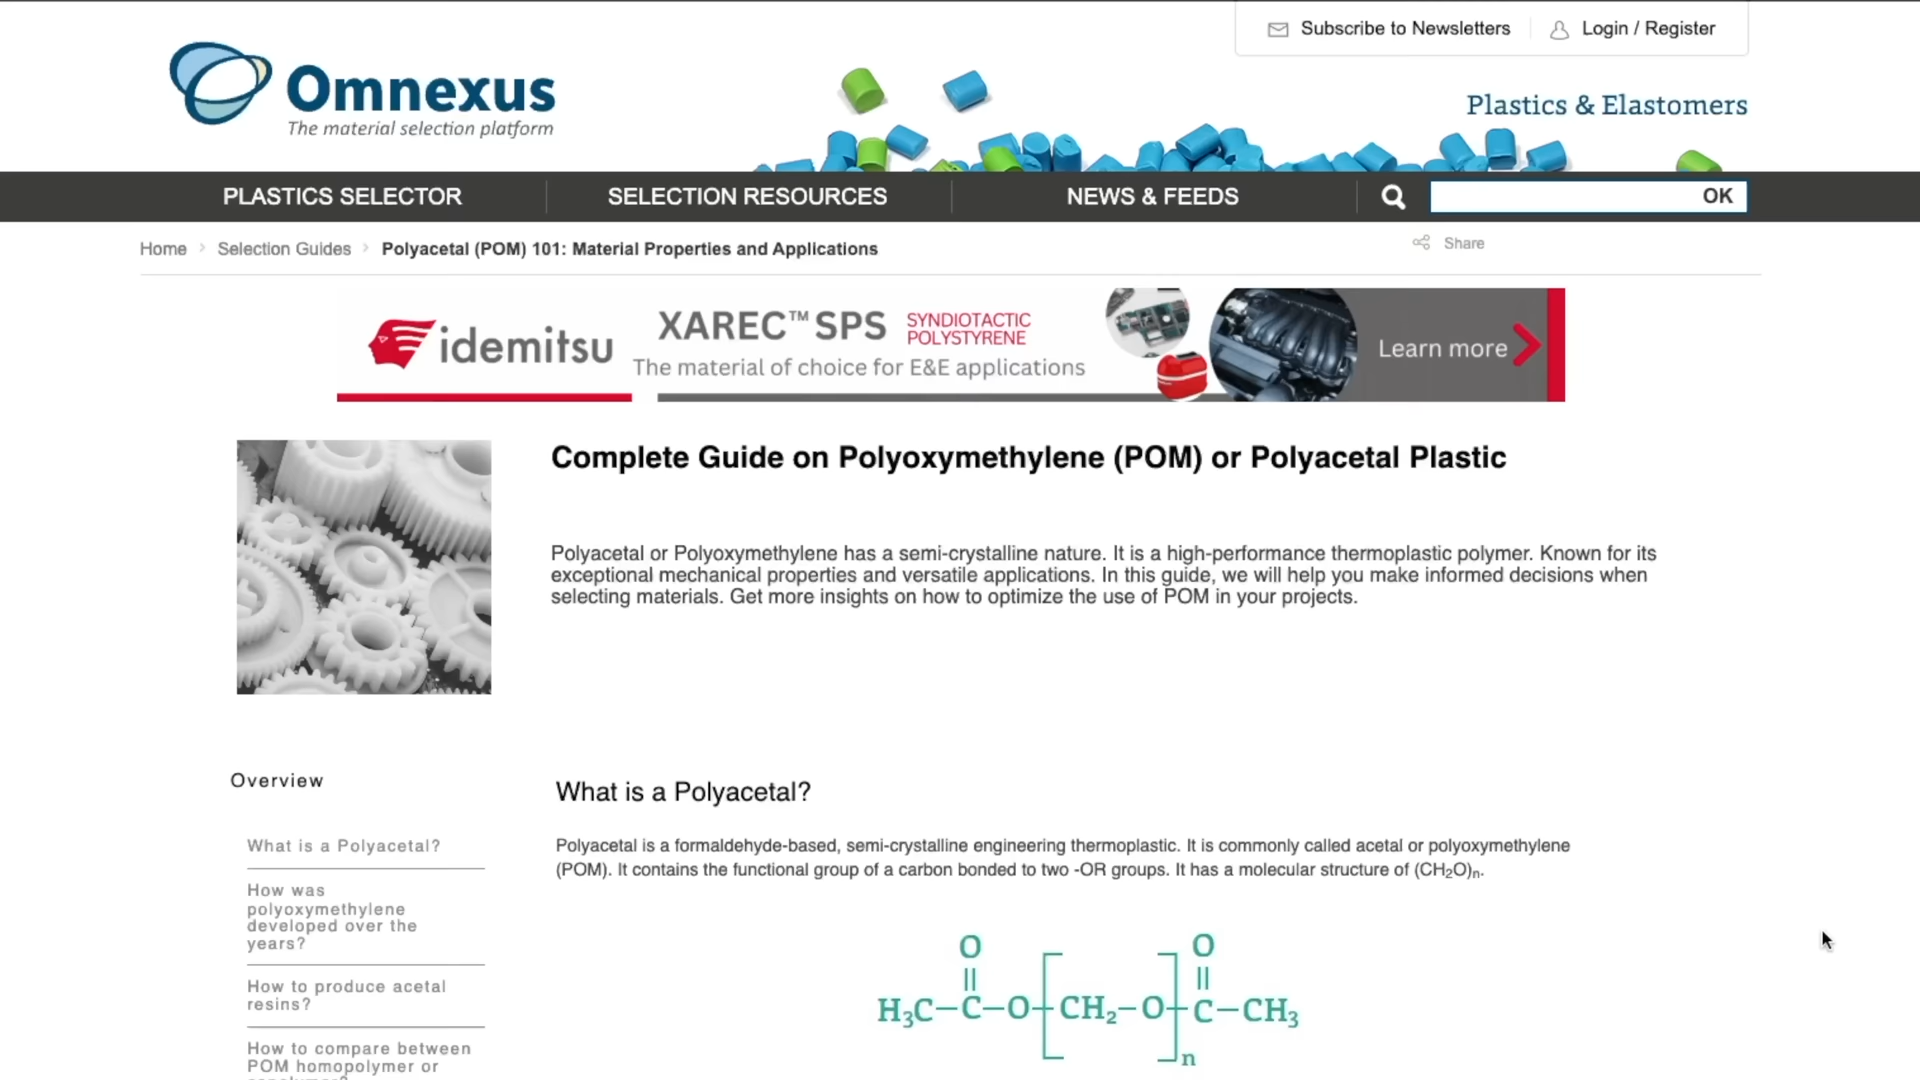 Subscribe to Newsletters
Login / Register
Omnexus
The material selection platform
Plastics & Elastomers
PLASTICS SELECTOR
SELECTION RESOURCES
NEWS & FEEDS
OK
Home
Selection Guides
Polyacetal (POM) 101: Material Properties and Applications
Share
idemitsu
XAREC™ SPS
SYNDIOTACTIC
POLYSTYRENE
The material of choice for E&E applications
Learn more
Complete Guide on Polyoxymethylene (POM) or Polyacetal Plastic
Polyacetal or Polyoxymethylene has a semi-crystalline nature. It is a high-performance thermoplastic polymer. Known for its
exceptional mechanical properties and versatile applications. In this guide, we will help you make informed decisions when
selecting materials. Get more insights on how to optimize the use of POM in your projects.
Overview
What is a Polyacetal?
How was
polyoxymethylene
developed over the
years?
How to produce acetal
resins?
How to compare between
POM homopolymer or
What is a Polyacetal?
Polyacetal is a formaldehyde-based, semi-crystalline engineering thermoplastic. It is commonly called acetal or polyoxymethylene
(POM). It contains the functional group of a carbon bonded to two -OR groups. It has a molecular structure of (CH₂O)ₙ.
O O
H₃C–C–O–[CH₂–O]ₙ–C–CH₃